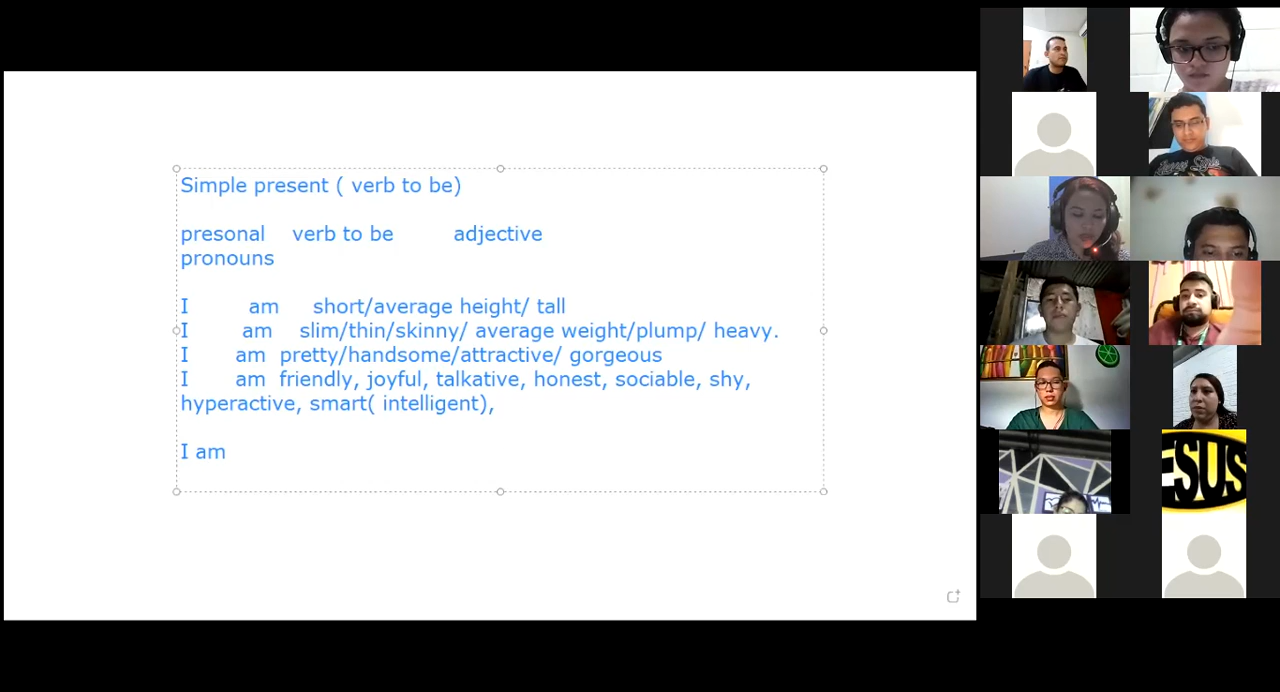 Simple present ( verb to be)
presonal verb to be adjective
pronouns
I am short/average height/ tall
I am slim/thin/skinny/ average weight/plump/ heavy.
I am pretty/handsome/attractive/ gorgeous
I am friendly, joyful, talkative, honest, sociable, shy,
hyperactive, smart( intelligent),
I am
ESUS